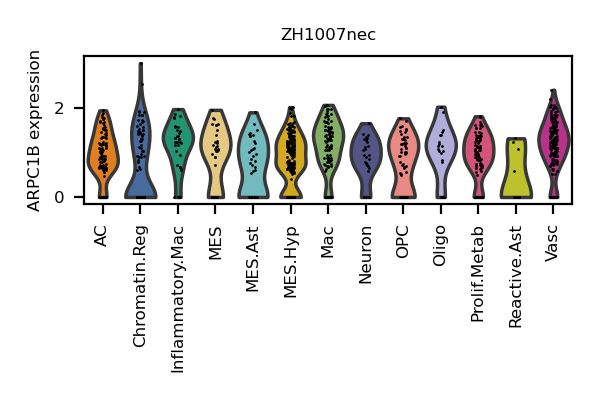 ZH1007nec
ARPC1B expression
2
0
AC
Chromatin.Reg
Inflammatory.Mac
MES
MES.Ast
MES.Hyp
Mac
Neuron
OPC
Oligo
Prolif.Metab
Reactive.Ast
Vasc